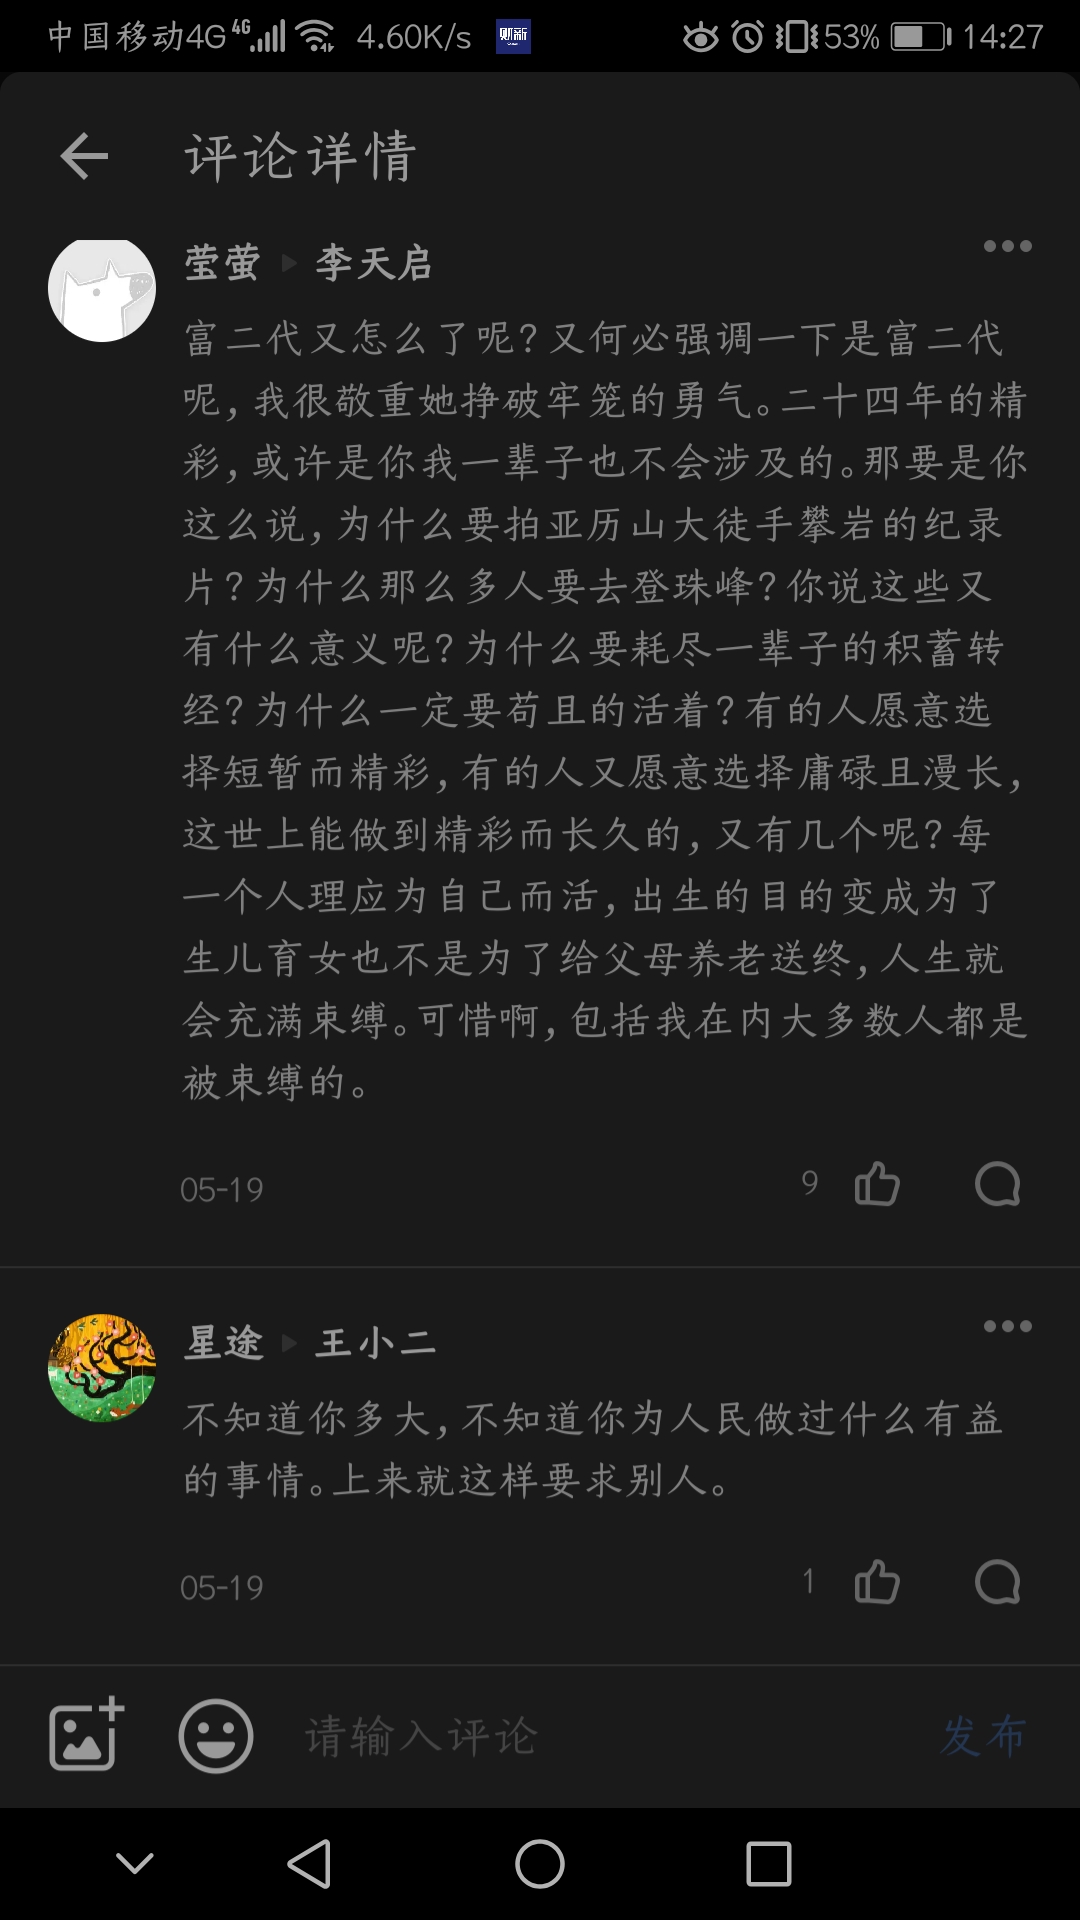 中国移动4G 4G 4.60K/s 财新 53% 14:27
评论详情
莹萤 李天启
富二代又怎么了呢?又何必强调一下是富二代
呢,我很敬重她挣破牢笼的勇气。二十四年的精
彩,或许是你我一辈子也不会涉及的。那要是你
这么说,为什么要拍亚历山大徒手攀岩的纪录
片?为什么那么多人要去登珠峰?你说这些又
有什么意义呢?为什么要耗尽一辈子的积蓄转
经?为什么一定要苟且的活着?有的人愿意选
择短暂而精彩,有的人又愿意选择庸碌且漫长,
这世上能做到精彩而长久的,又有几个呢?每
一个人理应为自己而活,出生的目的变成为了
生儿育女也不是为了给父母养老送终,人生就
会充满束缚。可惜啊,包括我在内大多数人都是
被束缚的。
05-19 9
星途 王小二
不知道你多大,不知道你为人民做过什么有益
的事情。上来就这样要求别人。
05-19 1
请输入评论 发布